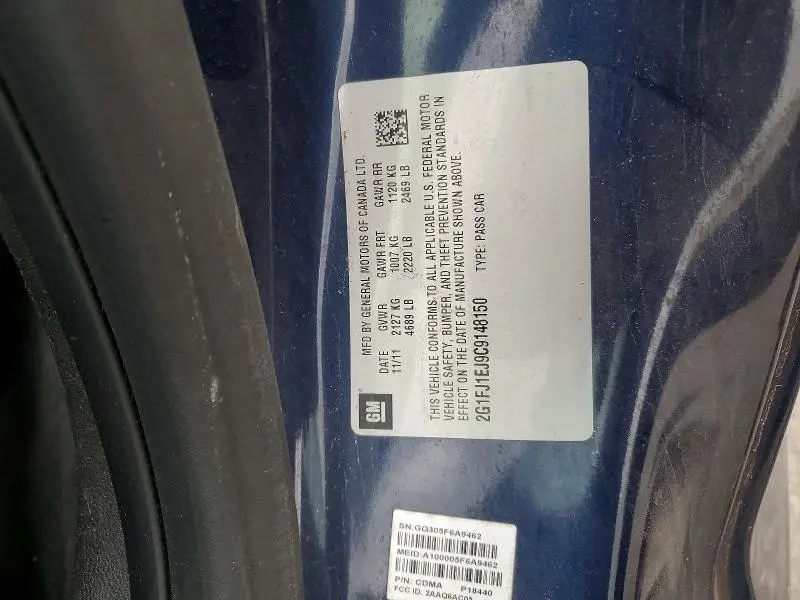 GM
MFD BY GENERAL MOTORS OF CANADA LTD.
DATE GVWR GAWR FRT GAWR RR
11/11 2127 KG 1007 KG 1120 KG
4689 LB 2220 LB 2469 LB
THIS VEHICLE CONFORMS TO ALL APPLICABLE U.S. FEDERAL MOTOR
VEHICLE SAFETY, BUMPER, AND THEFT PREVENTION STANDARDS IN
EFFECT ON THE DATE OF MANUFACTURE SHOWN ABOVE.
2G1FJ1EJ9C9148150 TYPE: PASS CAR
SN:GQ305F6A9462
MEID:A100005F6A9462
P/N: CDMA P18440
FCC ID: 2AAQ6AC05